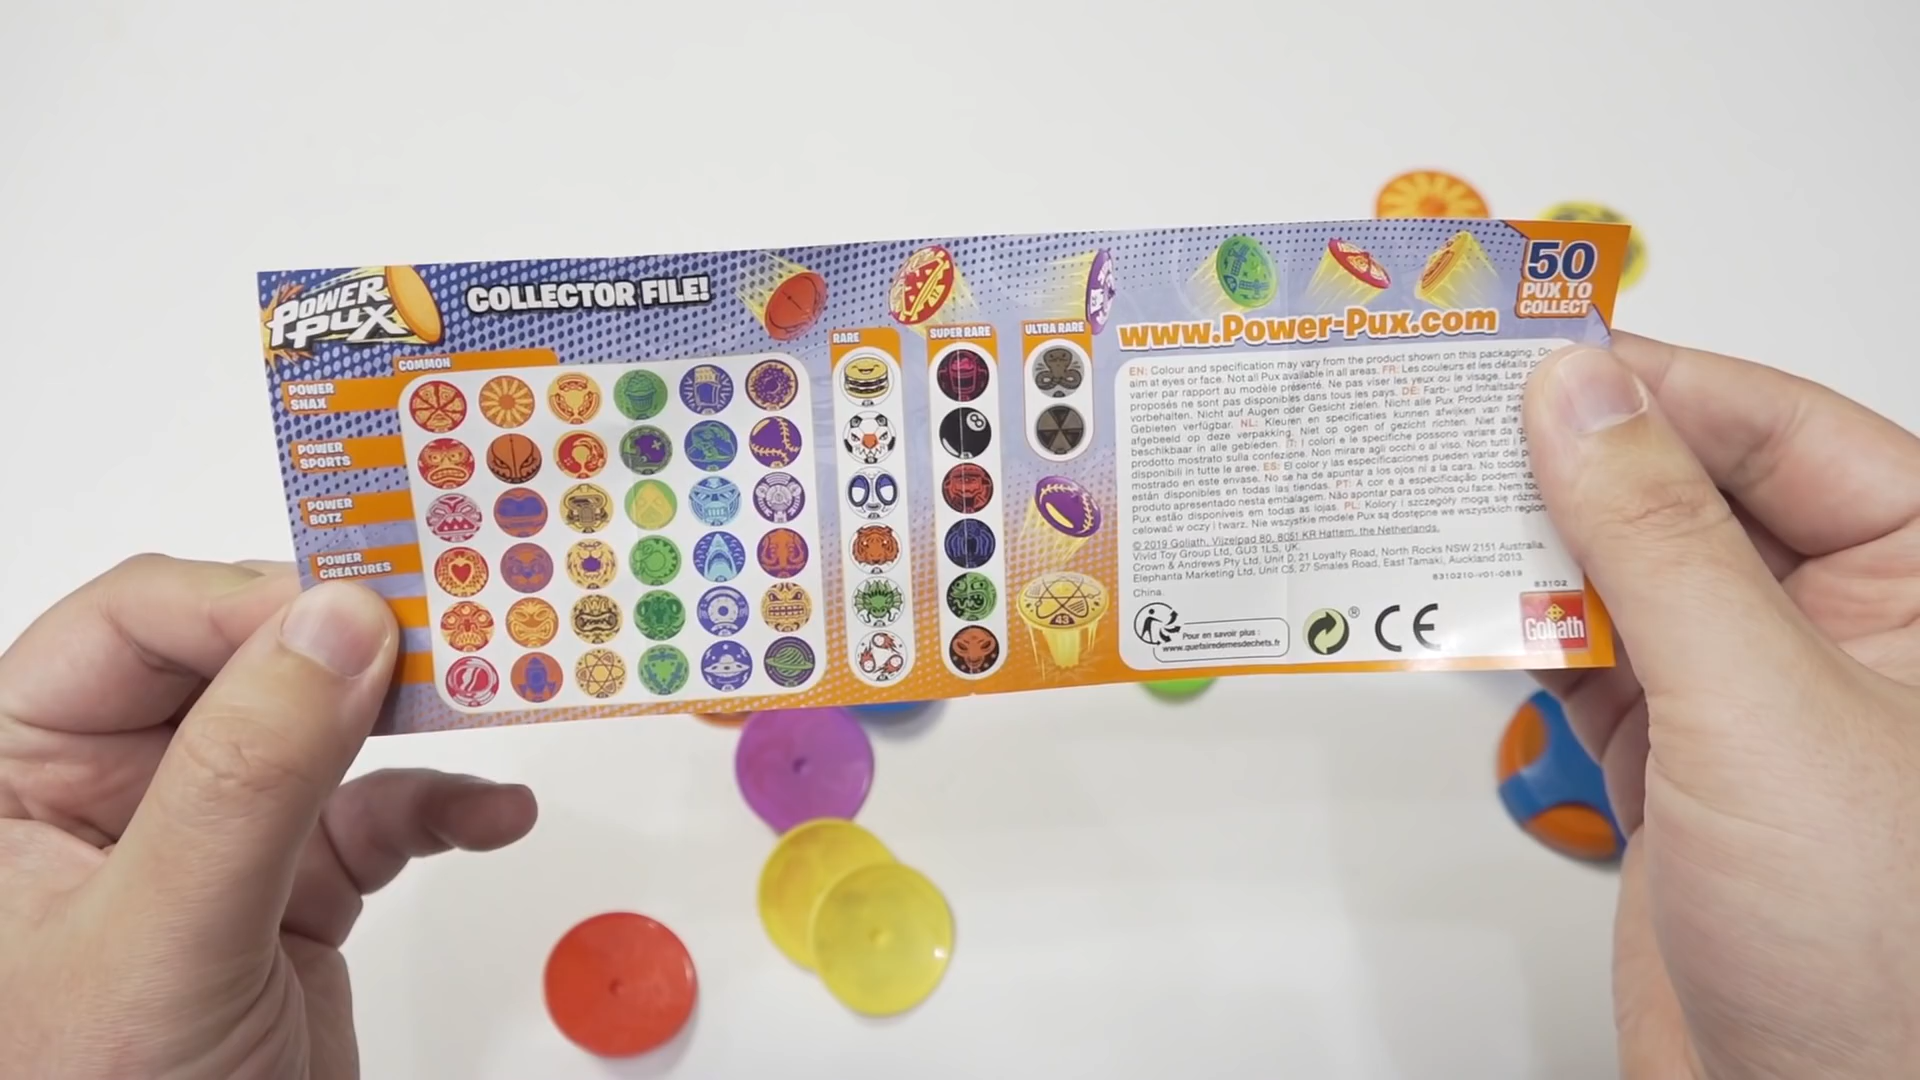 POWER PUX
COLLECTOR FILE!
COMMON
POWER SNAX
POWER SPORTS
POWER BOTZ
POWER CREATURES
RARE
SUPER RARE
ULTRA RARE
8
43
www.Power-Pux.com
50
PUX TO
COLLECT
EN: Colour and specification may vary from the product shown on this packaging. Do
aim at eyes or face. Not all Pux available in all areas. FR: Les couleurs et les détails
varier par rapport au modèle présenté. Ne pas viser les yeux ou le visage. Les
proposés ne sont pas disponibles dans tous les pays. DE: Farb- und
vorbehalten. Nicht auf Augen oder Gesicht zielen. Nicht alle Pux Produkte
Gebieten verfügbar. NL: Kleuren en specificaties kunnen afwijken van het
afgebeeld op deze verpakking. Niet op ogen of gezicht richten. Niet alle
beschikbaar in alle gebieden. IT: I colori e le specifiche possono variare da
prodotto mostrato sulla confezione. Non mirare agli occhi o al viso. Non tutti i
disponibili in tutte le aree. ES: El color y las especificaciones pueden variar del
mostrado en este envase. No se ha de apuntar a los ojos ni a la cara. No todos
están disponibles en todas las tiendas. PT: A cor e a especificação podem
produto apresentado nesta embalagem. Não apontar para os olhos ou face. Nem
Pux estão disponíveis em todas as lojas. PL: Kolory i szczegóły mogą się
celować w oczy i twarz. Nie wszystkie modele Pux są dostępne we wszystkich
© 2019 Goliath, Vijzelpad 80, 8051 KR Hattem, the Netherlands.
Vivid Toy Group Ltd, GU3 1LS, UK.
Crown & Andrews Pty Ltd, Unit D, 21 Loyalty Road, North Rocks NSW 2151 Australia.
Elephanta Marketing Ltd, Unit C5, 27 Smales Road, East Tamaki, Auckland 2013.
China.
8310210-V01-0819
83102
Pour en savoir plus :
www.quefairedemesdechets.fr
®
CE
Goliath